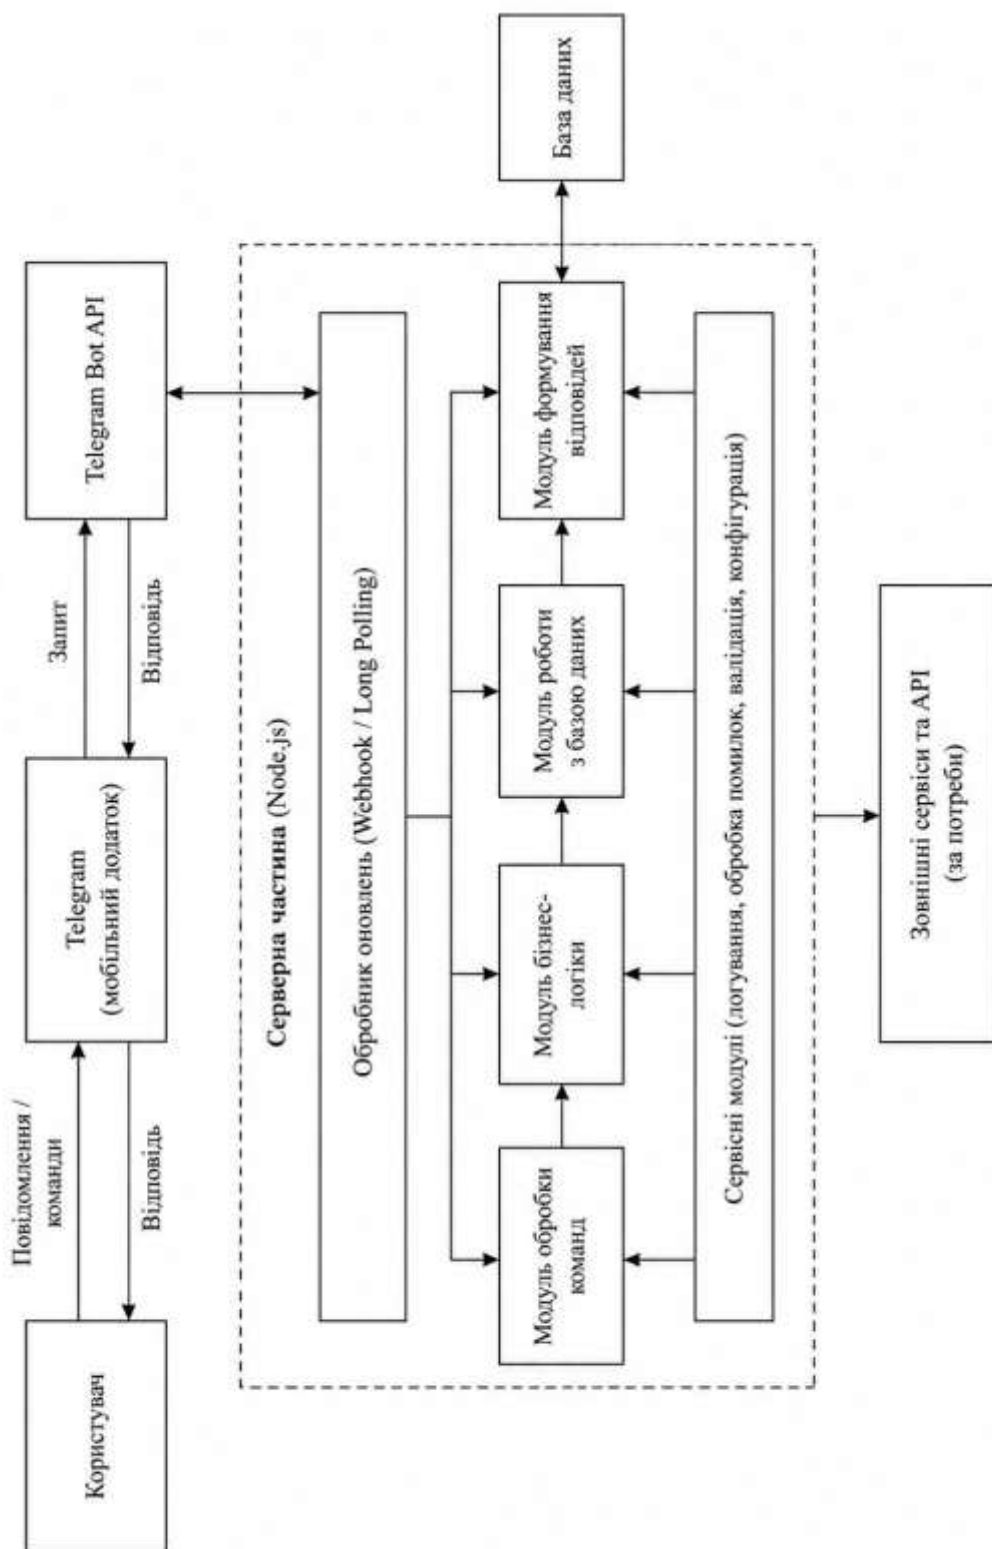 Користувач
Повідомлення /
команди
Відповідь
Telegram
(мобільний додаток)
Запит
Відповідь
Telegram Bot API
Серверна частина (Node.js)
Обробник оновлень (Webhook / Long Polling)
Модуль обробки
команд
Модуль бізнес-
логіки
Модуль роботи
з базою даних
Модуль формування
відповідей
База даних
Сервісні модулі (логування, обробка помилок, валідація, конфігурація)
Зовнішні сервіси та API
(за потреби)